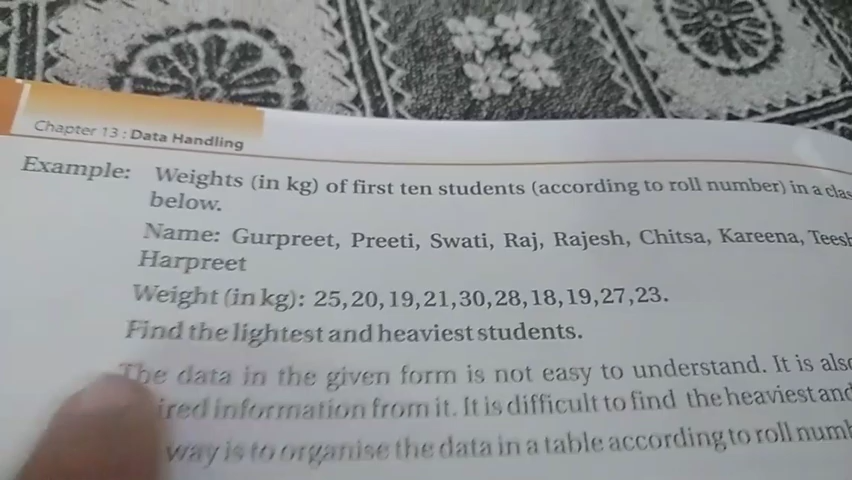 Chapter 13 : Data Handling
Example: Weights (in kg) of first ten students (according to roll number) in a
below.
Name: Gurpreet, Preeti, Swati, Raj, Rajesh, Chitsa, Kareena,
Harpreet
Weight (in kg): 25,20,19,21,30,28,18,19,27,23.
Find the lightest and heaviest students.
The data in the given form is not easy to understand. It is
information from it. It is difficult to find the heaviest and
way is to organise the data in a table according to roll